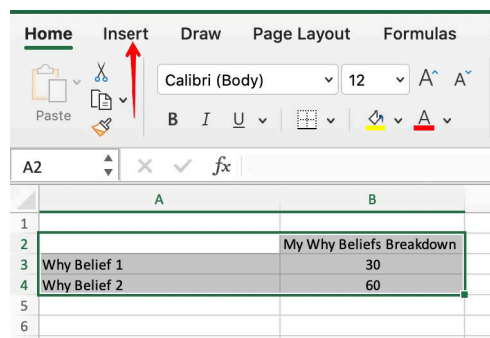 Home Insert Draw Page Layout Formulas
Calibri (Body) 12 A A
Paste B I U A
A2 fx
A B
1
2 My Why Beliefs Breakdown
3 Why Belief 1 30
4 Why Belief 2 60
5
6